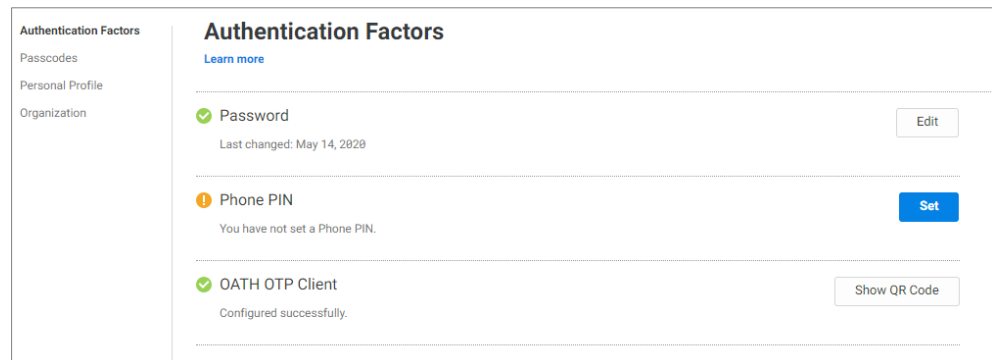 Authentication Factors
Passcodes
Personal Profile
Organization
Authentication Factors
Learn more
Password
Edit
Last changed: May 14, 2020
Phone PIN
Set
You have not set a Phone PIN.
OATH OTP Client
Show QR Code
Configured successfully.